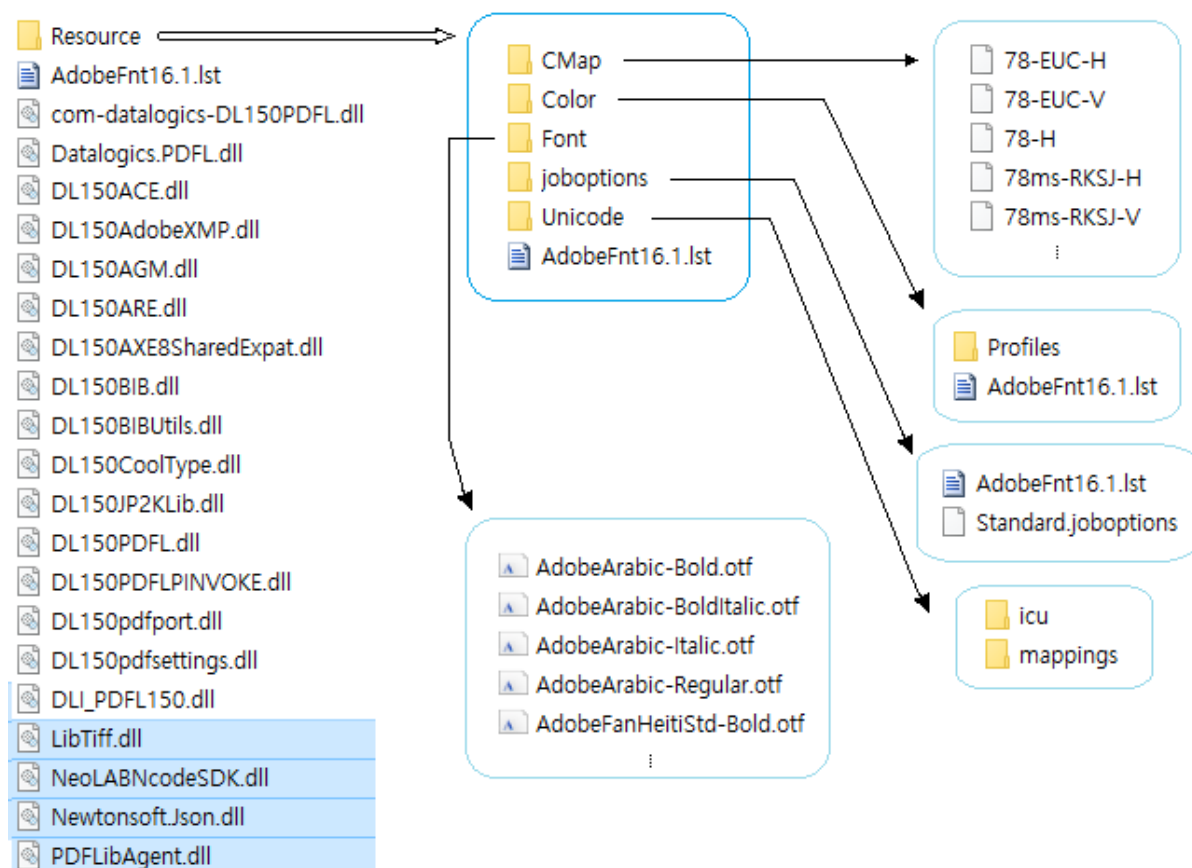 Resource
AdobeFnt16.1.lst
com-datalogics-DL150PDFL.dll
Datalogics.PDFL.dll
DL150ACE.dll
DL150AdobeXMP.dll
DL150AGM.dll
DL150ARE.dll
DL150AXE8SharedExpat.dll
DL150BIB.dll
DL150BIBUtils.dll
DL150CoolType.dll
DL150JP2KLib.dll
DL150PDFL.dll
DL150PDFLPINVOKE.dll
DL150pdfport.dll
DL150pdfsettings.dll
DLI_PDFL150.dll
LibTiff.dll
NeoLABNcodeSDK.dll
Newtonsoft.Json.dll
PDFLibAgent.dll
CMap
Color
Font
joboptions
Unicode
AdobeFnt16.1.lst
AdobeArabic-Bold.otf
AdobeArabic-BoldItalic.otf
AdobeArabic-Italic.otf
AdobeArabic-Regular.otf
AdobeFanHeitiStd-Bold.otf
78-EUC-H
78-EUC-V
78-H
78ms-RKSJ-H
78ms-RKSJ-V
Profiles
AdobeFnt16.1.lst
AdobeFnt16.1.lst
Standard.joboptions
icu
mappings